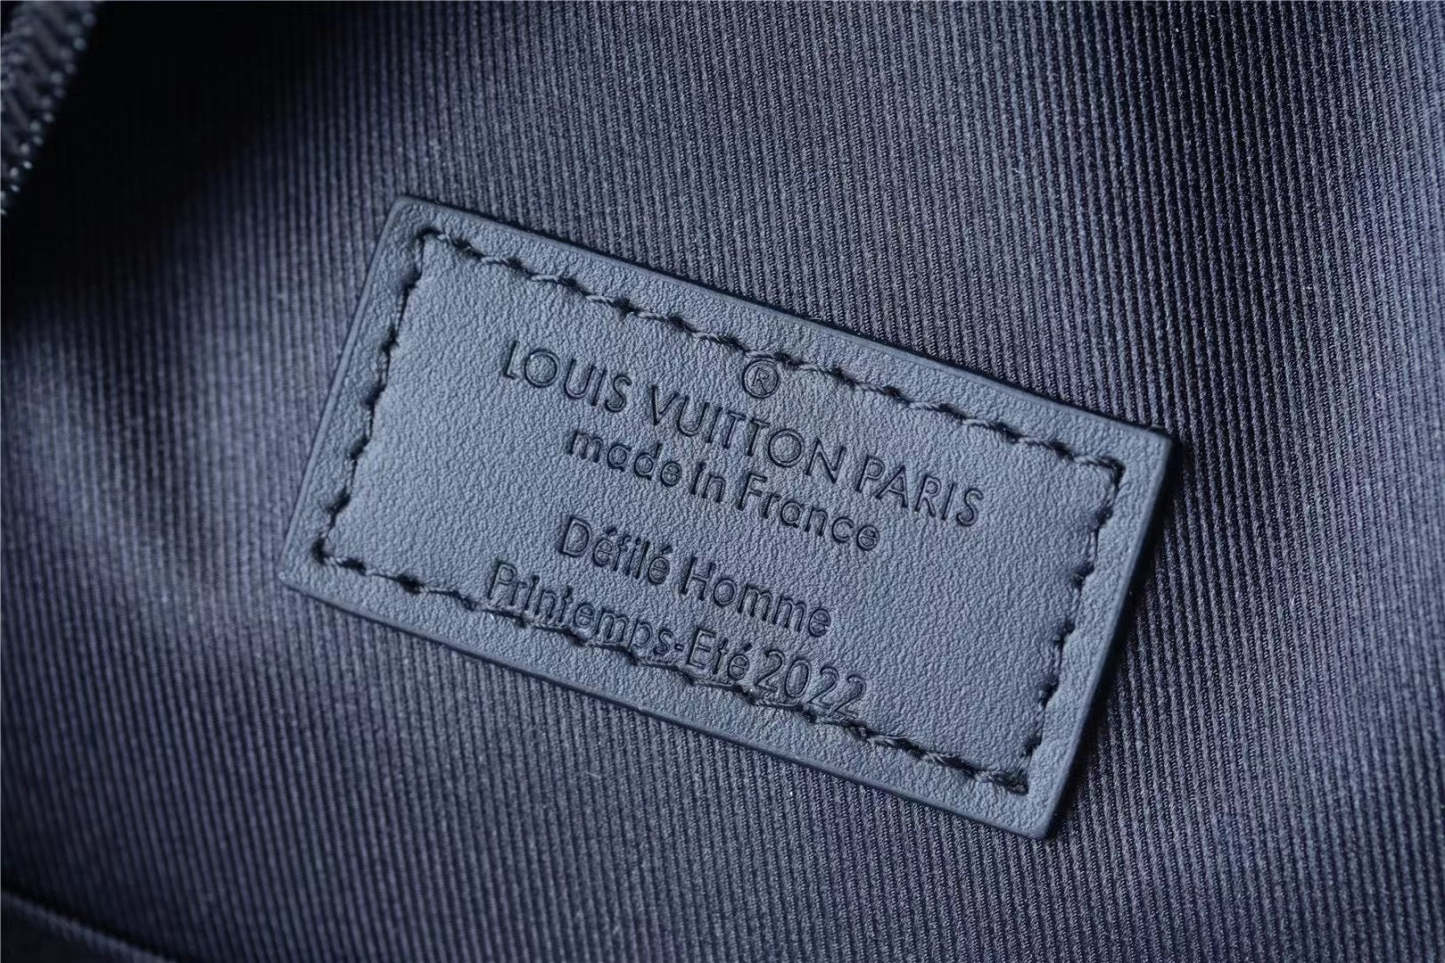 ®
LOUIS VUITTON PARIS
made in France
Défilé Homme
Printemps-Eté 2022